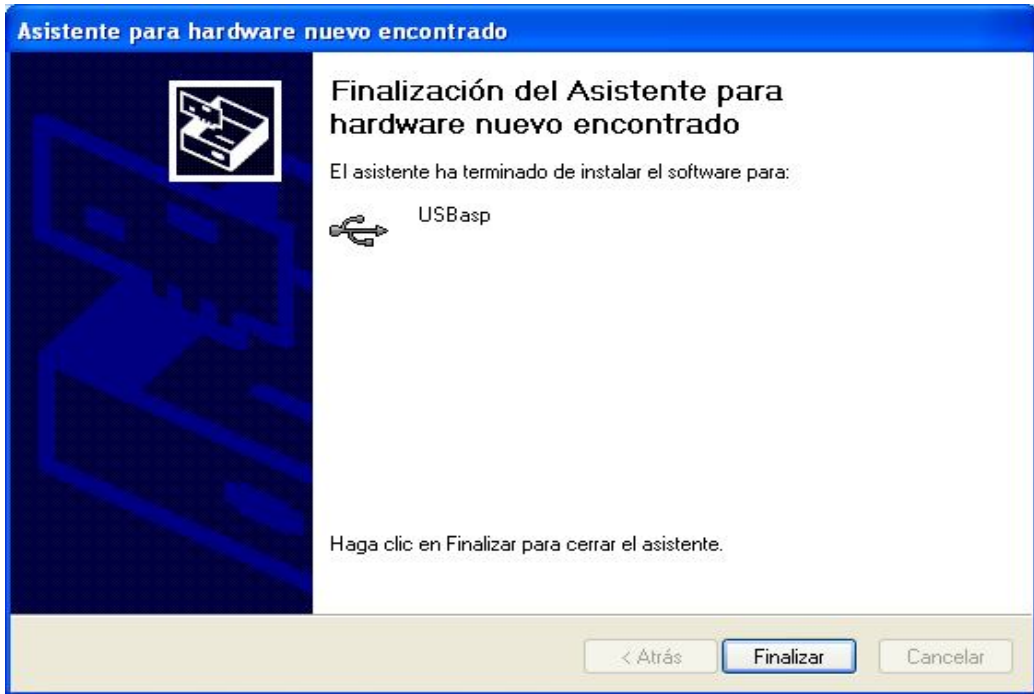 Asistente para hardware nuevo encontrado
Finalización del Asistente para
hardware nuevo encontrado
El asistente ha terminado de instalar el software para:
USBasp
Haga clic en Finalizar para cerrar el asistente.
< Atrás
Finalizar
Cancelar